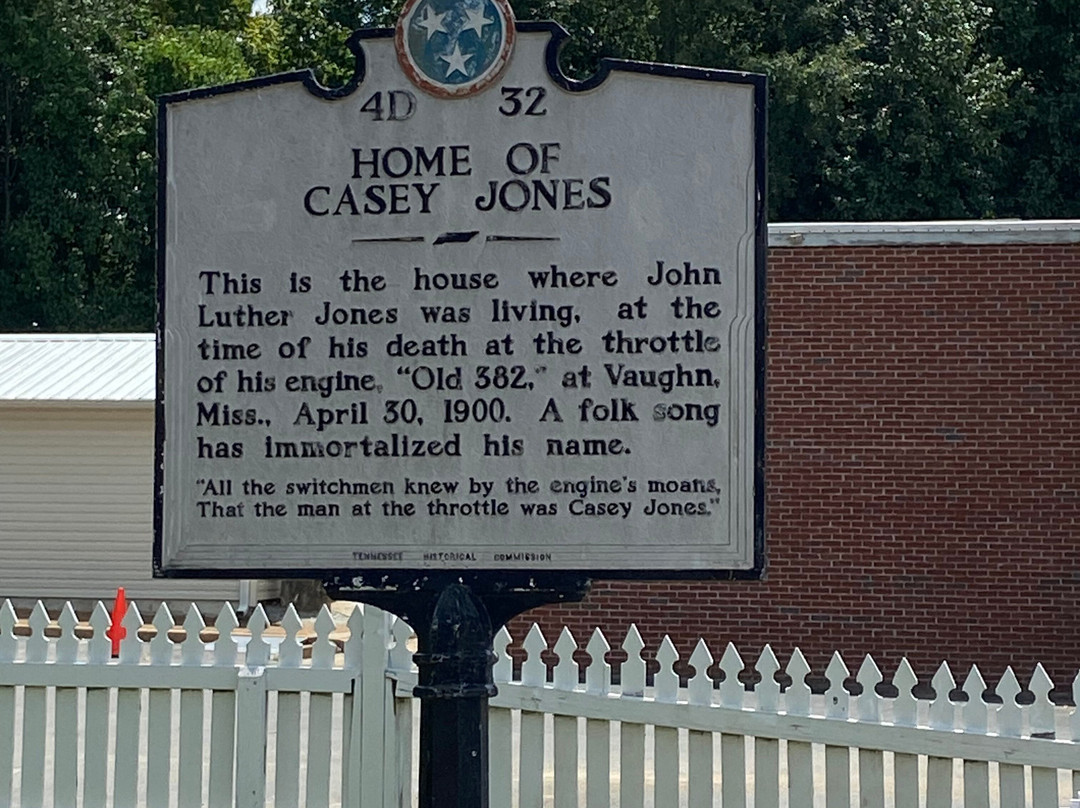 4D 32
HOME OF
CASEY JONES
This is the house where John
Luther Jones was living, at the
time of his death at the throttle
of his engine, "Old 382," at Vaughn,
Miss., April 30, 1900. A folk song
has immortalized his name.
"All the switchmen knew by the engine's moans,
That the man at the throttle was Casey Jones."
TENNESSEE HISTORICAL COMMISSION